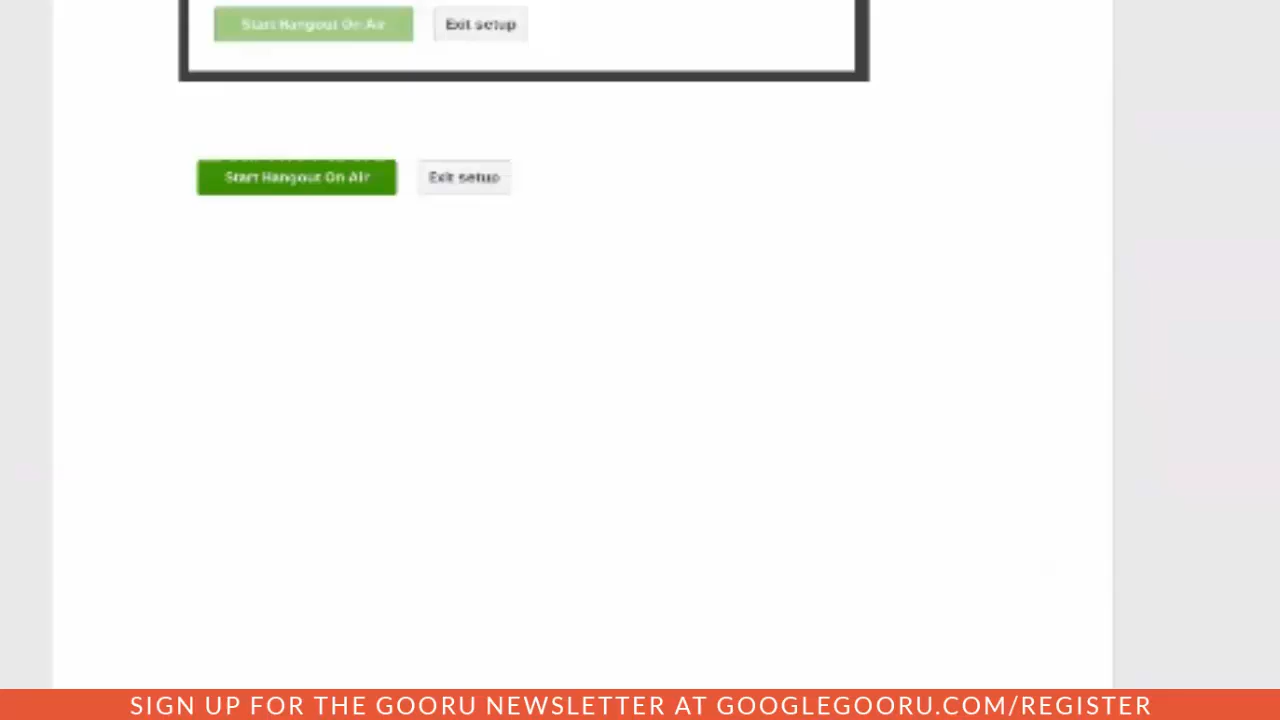 Start Hangout On Air Exit setup
Start Hangout On Air Exit setup
SIGN UP FOR THE GOORU NEWSLETTER AT GOOGLEGOORU.COM/REGISTER